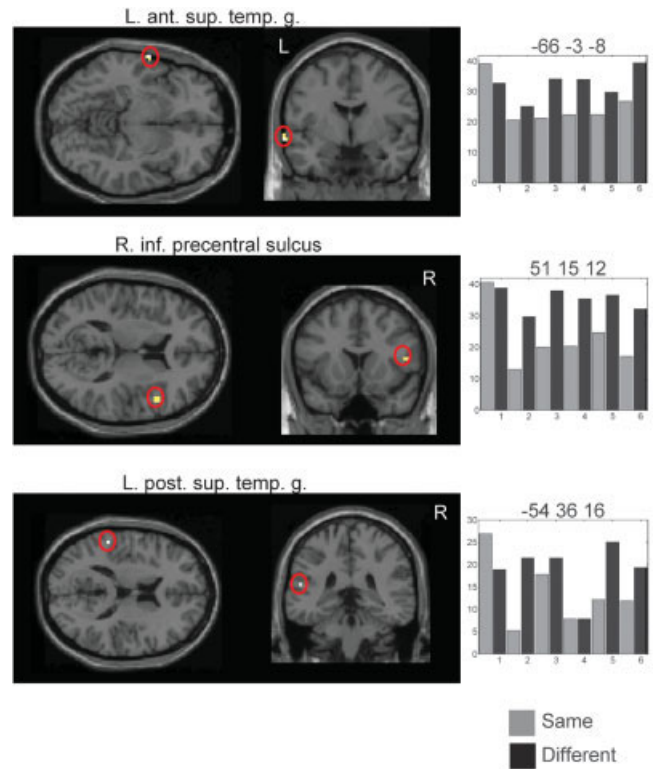 L. ant. sup. temp. g.
L
-66 -3 -8
40
30
20
10
0
1 2 3 4 5 6
R. inf. precentral sulcus
R
51 15 12
40
30
20
10
0
1 2 3 4 5 6
L. post. sup. temp. g.
R
-54 36 16
30
25
20
15
10
5
0
1 2 3 4 5 6
Same
Different